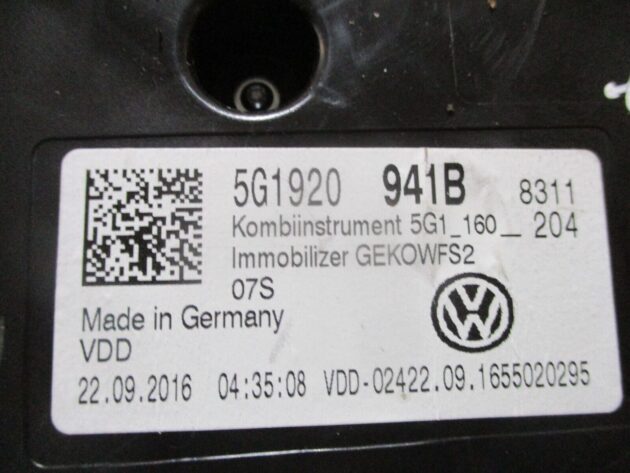 5G1920 941B 8311
Kombiinstrument 5G1_160__ 204
Immobilizer GEKOWFS2
07S
Made in Germany
VDD
22.09.2016 04:35:08 VDD-02422.09.1655020295